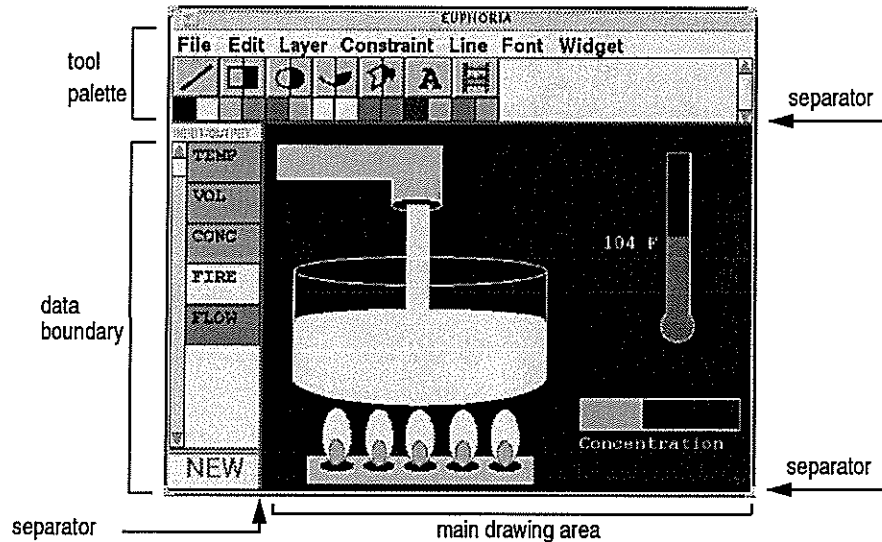 EUPHORIA
File Edit Layer Constraint Line Font Widget
tool
palette
A
separator
TEMP
VOL
CONC
FIRE
FLOW
104 F
data
boundary
Concentration
NEW
separator
separator
main drawing area